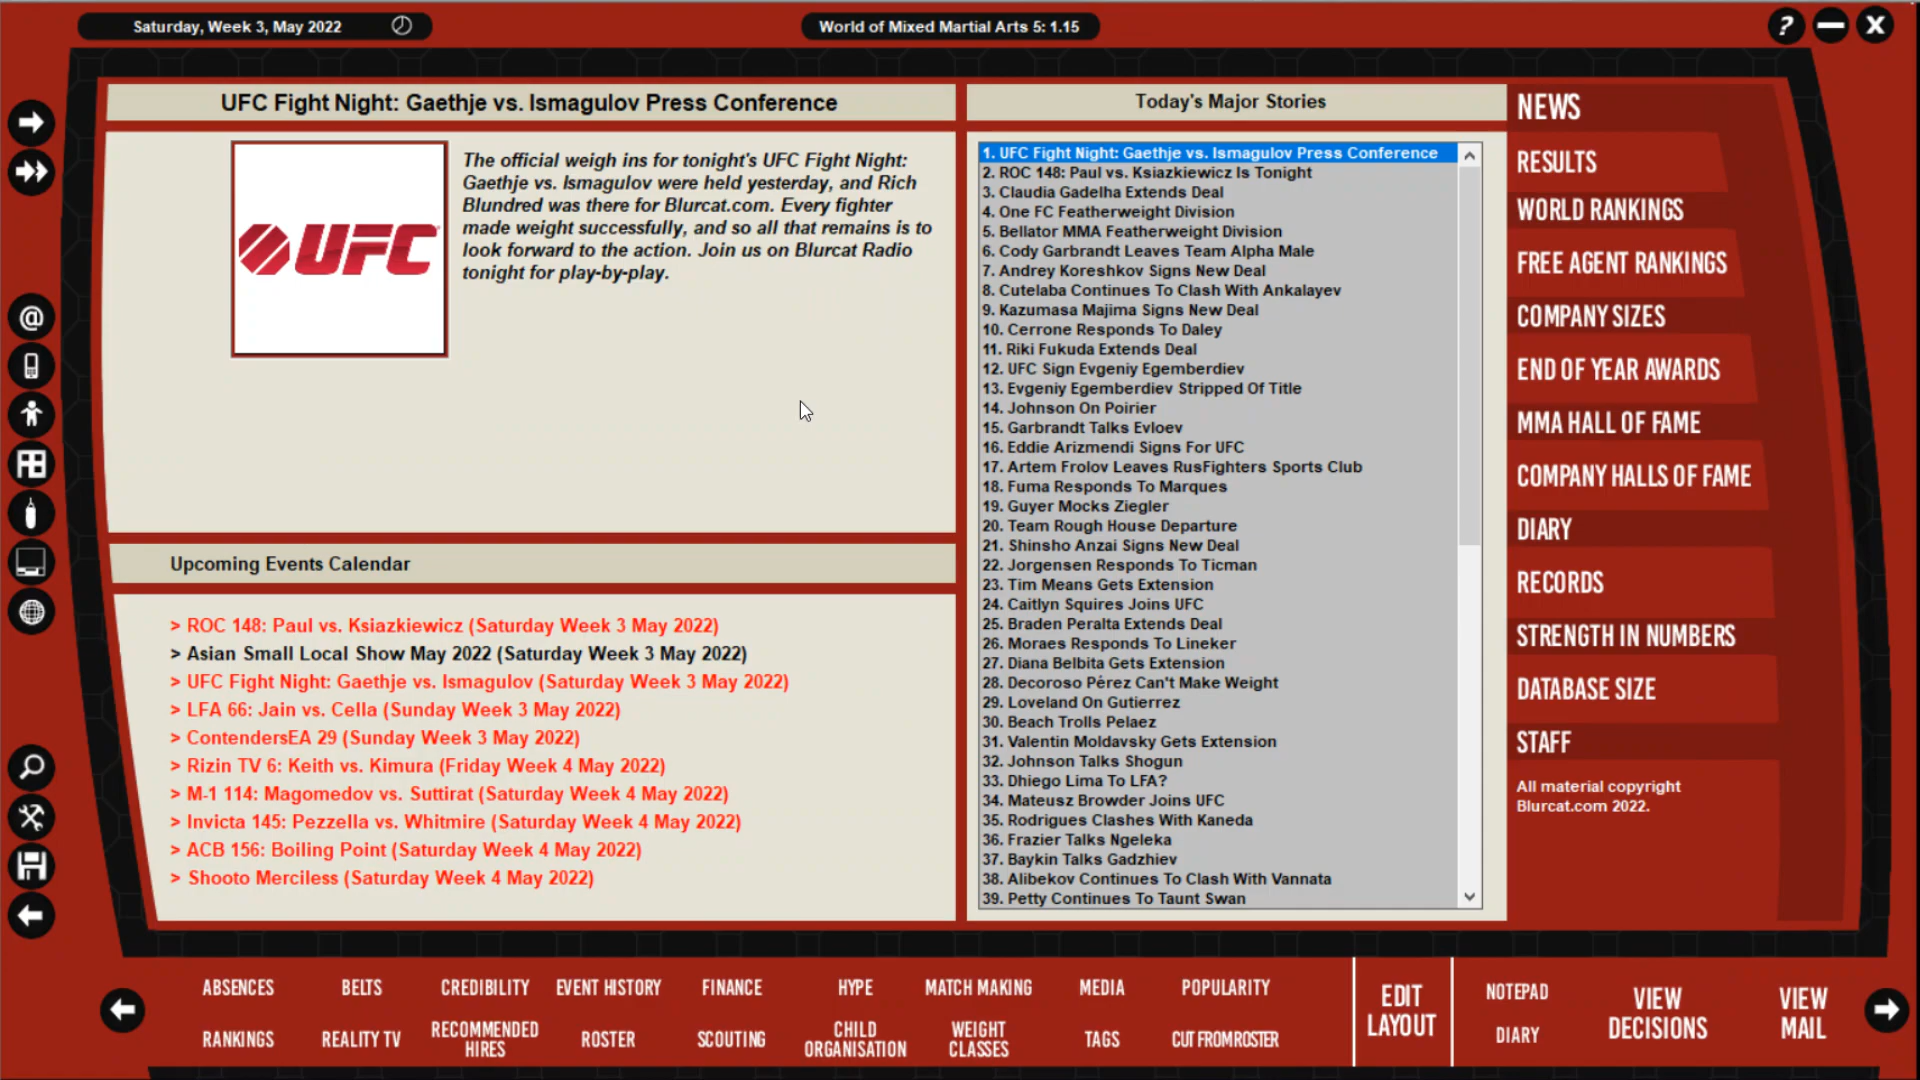 Saturday, Week 3, May 2022
World of Mixed Martial Arts 5: 1.15
?
X
UFC Fight Night: Gaethje vs. Ismagulov Press Conference
UFC
The official weigh ins for tonight's UFC Fight Night:
Gaethje vs. Ismagulov were held yesterday, and Rich
Blundred was there for Blurcat.com. Every fighter
made weight successfully, and so all that remains is to
look forward to the action. Join us on Blurcat Radio
tonight for play-by-play.
Upcoming Events Calendar
> ROC 148: Paul vs. Ksiazkiewicz (Saturday Week 3 May 2022)
> Asian Small Local Show May 2022 (Saturday Week 3 May 2022)
> UFC Fight Night: Gaethje vs. Ismagulov (Saturday Week 3 May 2022)
> LFA 66: Jain vs. Cella (Sunday Week 3 May 2022)
> ContendersEA 29 (Sunday Week 3 May 2022)
> Rizin TV 6: Keith vs. Kimura (Friday Week 4 May 2022)
> M-1 114: Magomedov vs. Suttirat (Saturday Week 4 May 2022)
> Invicta 145: Pezzella vs. Whitmire (Saturday Week 4 May 2022)
> ACB 156: Boiling Point (Saturday Week 4 May 2022)
> Shooto Merciless (Saturday Week 4 May 2022)
Today's Major Stories
1. UFC Fight Night: Gaethje vs. Ismagulov Press Conference
2. ROC 148: Paul vs. Ksiazkiewicz Is Tonight
3. Claudia Gadelha Extends Deal
4. One FC Featherweight Division
5. Bellator MMA Featherweight Division
6. Cody Garbrandt Leaves Team Alpha Male
7. Andrey Koreshkov Signs New Deal
8. Cutelaba Continues To Clash With Ankalayev
9. Kazumasa Majima Signs New Deal
10. Cerrone Responds To Daley
11. Riki Fukuda Extends Deal
12. UFC Sign Evgeniy Egemberdiev
13. Evgeniy Egemberdiev Stripped Of Title
14. Johnson On Poirier
15. Garbrandt Talks Evloev
16. Eddie Arizmendi Signs For UFC
17. Artem Frolov Leaves RusFighters Sports Club
18. Fuma Responds To Marques
19. Guyer Mocks Ziegler
20. Team Rough House Departure
21. Shinsho Anzai Signs New Deal
22. Jorgensen Responds To Ticman
23. Tim Means Gets Extension
24. Caitlyn Squires Joins UFC
25. Braden Peralta Extends Deal
26. Moraes Responds To Lineker
27. Diana Belbita Gets Extension
28. Decoroso Pérez Can't Make Weight
29. Loveland On Gutierrez
30. Beach Trolls Pelaez
31. Valentin Moldavsky Gets Extension
32. Johnson Talks Shogun
33. Dhiego Lima To LFA?
34. Mateusz Browder Joins UFC
35. Rodrigues Clashes With Kaneda
36. Frazier Talks Ngeleka
37. Baykin Talks Gadzhiev
38. Alibekov Continues To Clash With Vannata
39. Petty Continues To Taunt Swan
NEWS
RESULTS
WORLD RANKINGS
FREE AGENT RANKINGS
COMPANY SIZES
END OF YEAR AWARDS
MMA HALL OF FAME
COMPANY HALLS OF FAME
DIARY
RECORDS
STRENGTH IN NUMBERS
DATABASE SIZE
STAFF
All material copyright
Blurcat.com 2022.
@
ABSENCES BELTS CREDIBILITY EVENT HISTORY FINANCE HYPE MATCH MAKING MEDIA POPULARITY
RANKINGS REALITY TV RECOMMENDED HIRES ROSTER SCOUTING CHILD ORGANISATION WEIGHT CLASSES TAGS CUT FROM ROSTER
EDIT
LAYOUT
NOTEPAD
DIARY
VIEW
DECISIONS
VIEW
MAIL